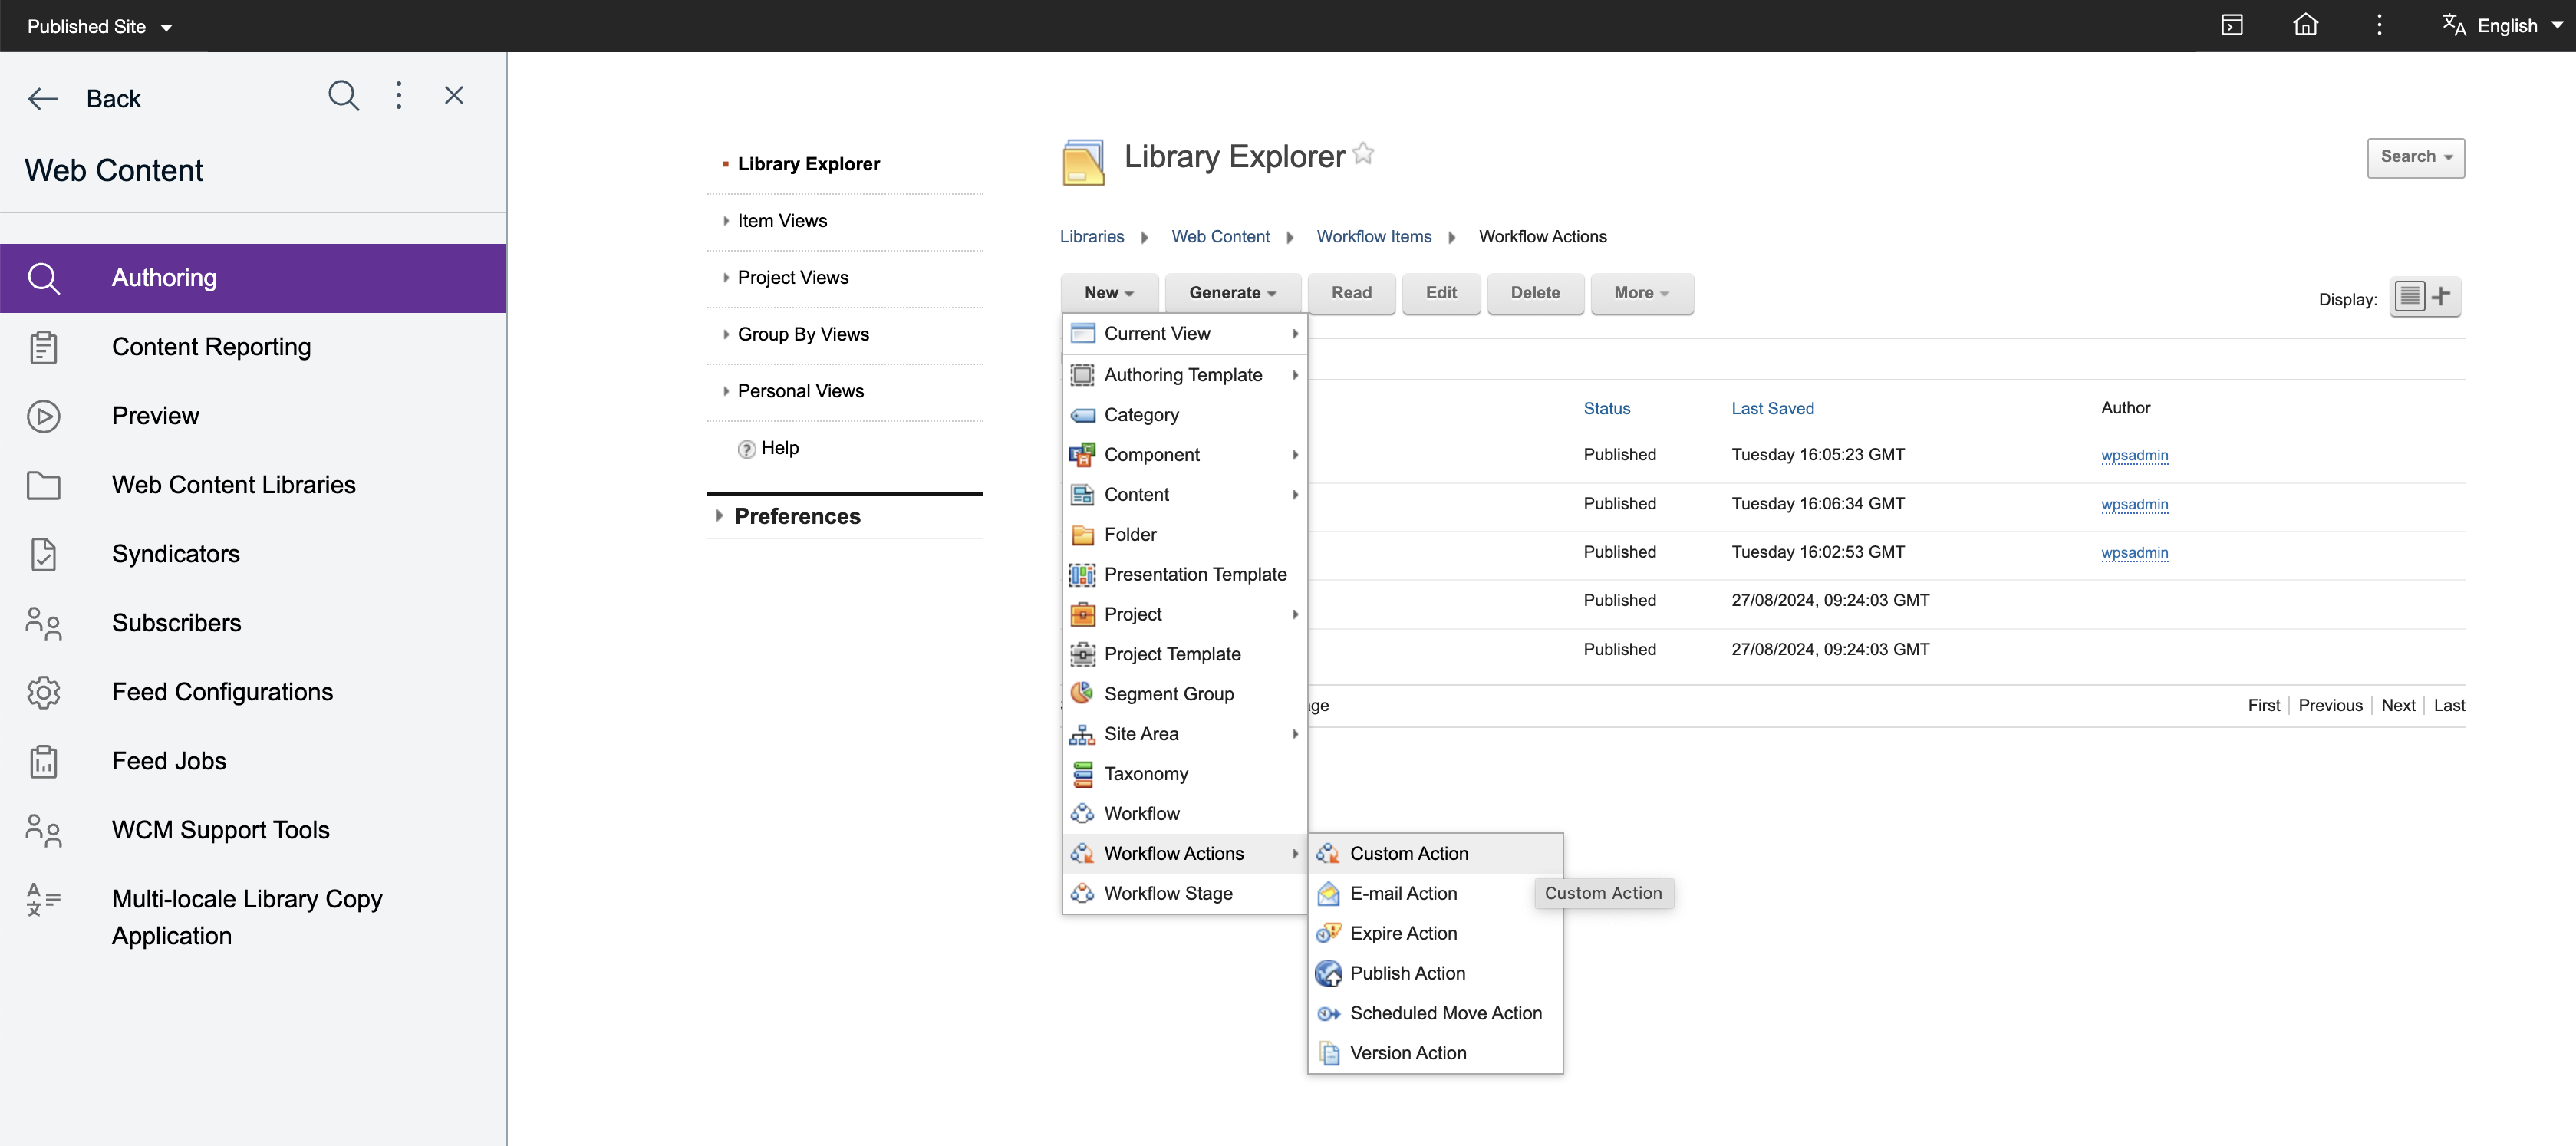 Published Site
English
Back
Web Content
Authoring
Content Reporting
Preview
Web Content Libraries
Syndicators
Subscribers
Feed Configurations
Feed Jobs
WCM Support Tools
Multi-locale Library Copy
Application
Library Explorer
Item Views
Project Views
Group By Views
Personal Views
Help
Preferences
Library Explorer
Search
Libraries Web Content Workflow Items Workflow Actions
New Generate Read Edit Delete More
Display:
Current View
Authoring Template
Category
Component
Content
Folder
Presentation Template
Project
Project Template
Segment Group
Site Area
Taxonomy
Workflow
Workflow Actions
Workflow Stage
Custom Action
E-mail Action
Expire Action
Publish Action
Scheduled Move Action
Version Action
Custom Action
Status Last Saved Author
Published Tuesday 16:05:23 GMT wpsadmin
Published Tuesday 16:06:34 GMT wpsadmin
Published Tuesday 16:02:53 GMT wpsadmin
Published 27/08/2024, 09:24:03 GMT
Published 27/08/2024, 09:24:03 GMT
First Previous Next Last